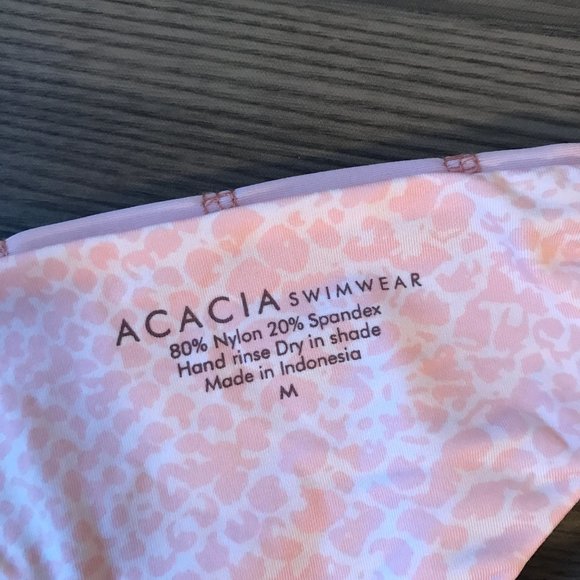 ACACIA SWIMWEAR
80% Nylon 20% Spandex
Hand rinse Dry in shade
Made in Indonesia
M